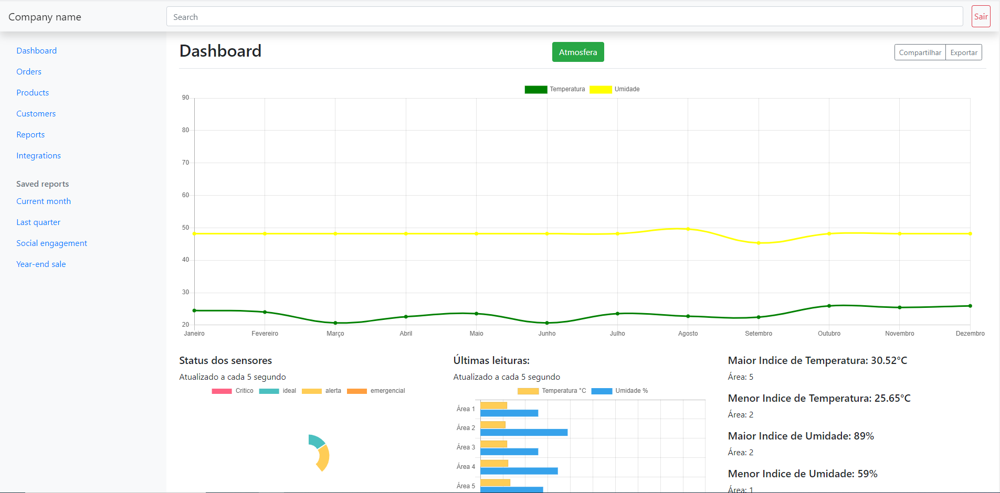 Company name
Search
Sair
Dashboard
Orders
Products
Customers
Reports
Integrations
Saved reports
Current month
Last quarter
Social engagement
Year-end sale
Dashboard
Atmosfera
Compartilhar Exportar
Temperatura Umidade
90
80
70
60
50
40
30
20
Janeiro Fevereiro Março Abril Maio Junho Julho Agosto Setembro Outubro Novembro Dezembro
Status dos sensores
Atualizado a cada 5 segundo
Critico ideal alerta emergencial
Últimas leituras:
Atualizado a cada 5 segundo
Temperatura °C Umidade %
Área 1
Área 2
Área 3
Área 4
Área 5
Maior Indice de Temperatura: 30.52°C
Área: 5
Menor Indice de Temperatura: 25.65°C
Área: 2
Maior Indice de Umidade: 89%
Área: 2
Menor Indice de Umidade: 59%
Área: 1